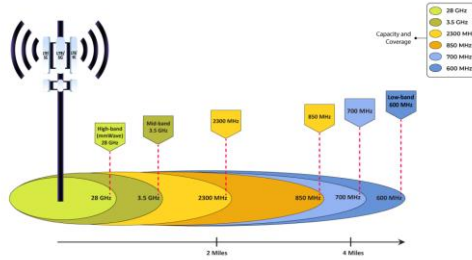 28 GHz
3.5 GHz
2300 MHz
850 MHz
700 MHz
600 MHz
Capacity and
Coverage
Low-band
600 MHz
700 MHz
850 MHz
2300 MHz
Mid-band
3.5 GHz
High-band
(mmWave)
28 GHz
28 GHz
3.5 GHz
2300 MHz
850 MHz
700 MHz
600 MHz
2 Miles
4 Miles